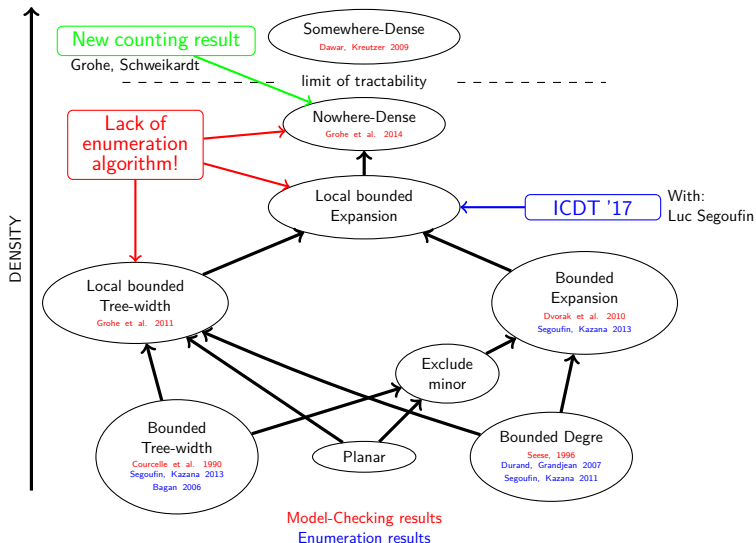 Somewhere-Dense
Dawar, Kreutzer 2009
New counting result
Grohe, Schweikardt
limit of tractability
Nowhere-Dense
Grohe et al. 2014
Lack of
enumeration
algorithm!
Local bounded
Expansion
ICDT '17
With:
Luc Segoufin
DENSITY
Local bounded
Tree-width
Grohe et al. 2011
Bounded
Expansion
Dvorak et al. 2010
Segoufin, Kazana 2013
Exclude
minor
Bounded
Tree-width
Courcelle et al. 1990
Segoufin, Kazana 2013
Bagan 2006
Planar
Bounded Degre
Seese, 1996
Durand, Grandjean 2007
Segoufin, Kazana 2011
Model-Checking results
Enumeration results